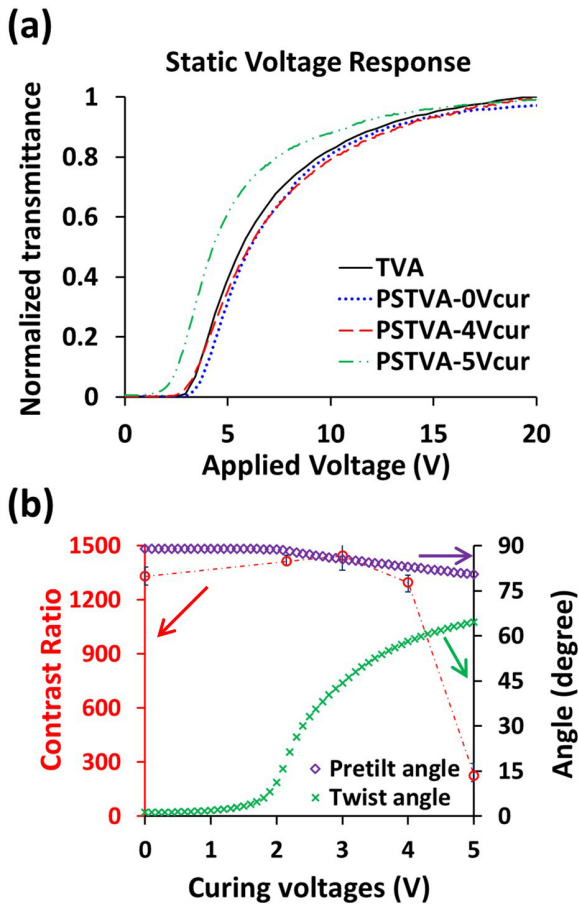 (a)
Static Voltage Response
Normalized transmittance
1
0.8
0.6
0.4
0.2
0
TVA
PSTVA-0Vcur
PSTVA-4Vcur
PSTVA-5Vcur
0 5 10 15 20
Applied Voltage (V)
(b)
Contrast Ratio
1500
1200
900
600
300
0
90
75
60
45
30
15
0
Angle (degree)
Pretilt angle
Twist angle
0 1 2 3 4 5
Curing voltages (V)